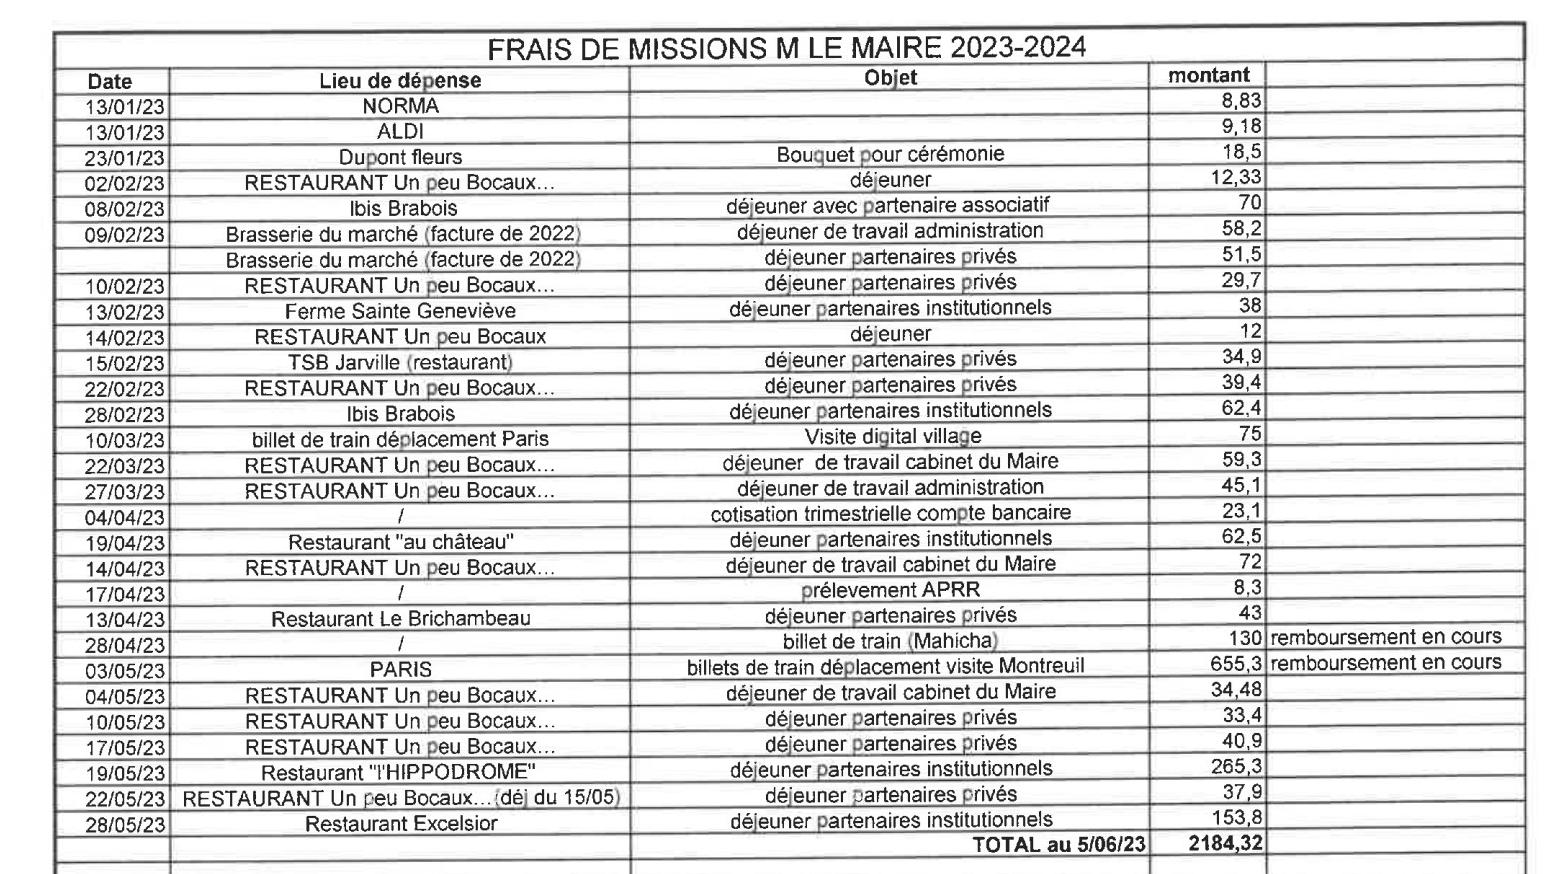 FRAIS DE MISSIONS M LE MAIRE 2023-2024
Date Lieu de dépense Objet montant
13/01/23 NORMA 8,83
13/01/23 ALDI 9,18
23/01/23 Dupont fleurs Bouquet pour cérémonie 18,5
02/02/23 RESTAURANT Un peu Bocaux... déjeuner 12,33
08/02/23 Ibis Brabois déjeuner avec partenaire associatif 70
09/02/23 Brasserie du marché (facture de 2022) déjeuner de travail administration 58,2
Brasserie du marché (facture de 2022) déjeuner partenaires privés 51,5
10/02/23 RESTAURANT Un peu Bocaux... déjeuner partenaires privés 29,7
13/02/23 Ferme Sainte Geneviève déjeuner partenaires institutionnels 38
14/02/23 RESTAURANT Un peu Bocaux déjeuner 12
15/02/23 TSB Jarville (restaurant) déjeuner partenaires privés 34,9
22/02/23 RESTAURANT Un peu Bocaux... déjeuner partenaires privés 39,4
28/02/23 Ibis Brabois déjeuner partenaires institutionnels 62,4
10/03/23 billet de train déplacement Paris Visite digital village 75
22/03/23 RESTAURANT Un peu Bocaux... déjeuner de travail cabinet du Maire 59,3
27/03/23 RESTAURANT Un peu Bocaux... déjeuner de travail administration 45,1
04/04/23 / cotisation trimestrielle compte bancaire 23,1
19/04/23 Restaurant "au château" déjeuner partenaires institutionnels 62,5
14/04/23 RESTAURANT Un peu Bocaux... déjeuner de travail cabinet du Maire 72
17/04/23 / prélevement APRR 8,3
13/04/23 Restaurant Le Brichambeau déjeuner partenaires privés 43
28/04/23 / billet de train (Mahicha) 130 remboursement en cours
03/05/23 PARIS billets de train déplacement visite Montreuil 655,3 remboursement en cours
04/05/23 RESTAURANT Un peu Bocaux... déjeuner de travail cabinet du Maire 34,48
10/05/23 RESTAURANT Un peu Bocaux... déjeuner partenaires privés 33,4
17/05/23 RESTAURANT Un peu Bocaux... déjeuner partenaires privés 40,9
19/05/23 Restaurant "l'HIPPODROME" déjeuner partenaires institutionnels 265,3
22/05/23 RESTAURANT Un peu Bocaux...(déj du 15/05) déjeuner partenaires privés 37,9
28/05/23 Restaurant Excelsior déjeuner partenaires institutionnels 153,8
TOTAL au 5/06/23 2184,32